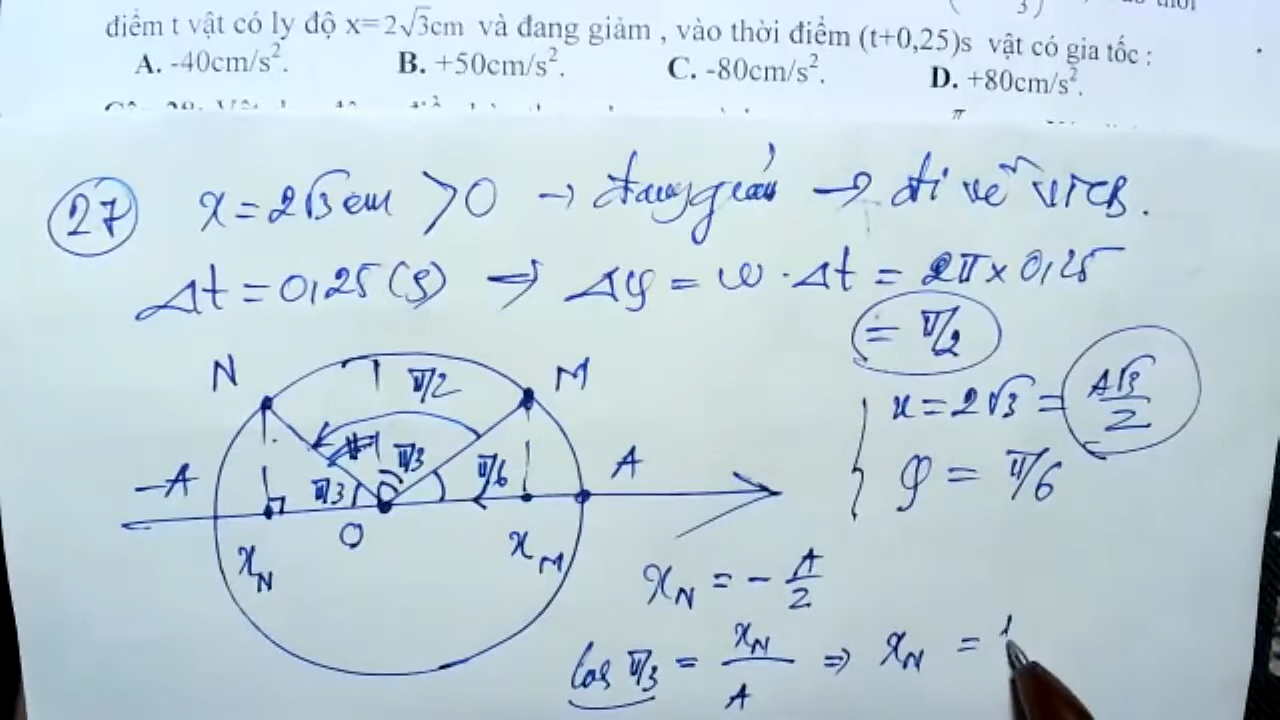 3)
điểm t vật có ly độ x=2√3cm và đang giảm , vào thời điểm (t+0,25)s vật có gia tốc :
A. -40cm/s². B. +50cm/s². C. -80cm/s². D. +80cm/s².
π
27 x = 2√3 cm > 0 → đang giảm → đi về VTCB.
Δt = 0,25 (s) ⇒ Δφ = ω . Δt = 2π x 0,25
= π/2
N π/2 M
x = 2√3 = A√3/2
φ = π/6
-A π/3 π/3 π/6 A
O
x_N x_M
x_N = - A/2
cos π/3 = x_N/A ⇒ x_N =